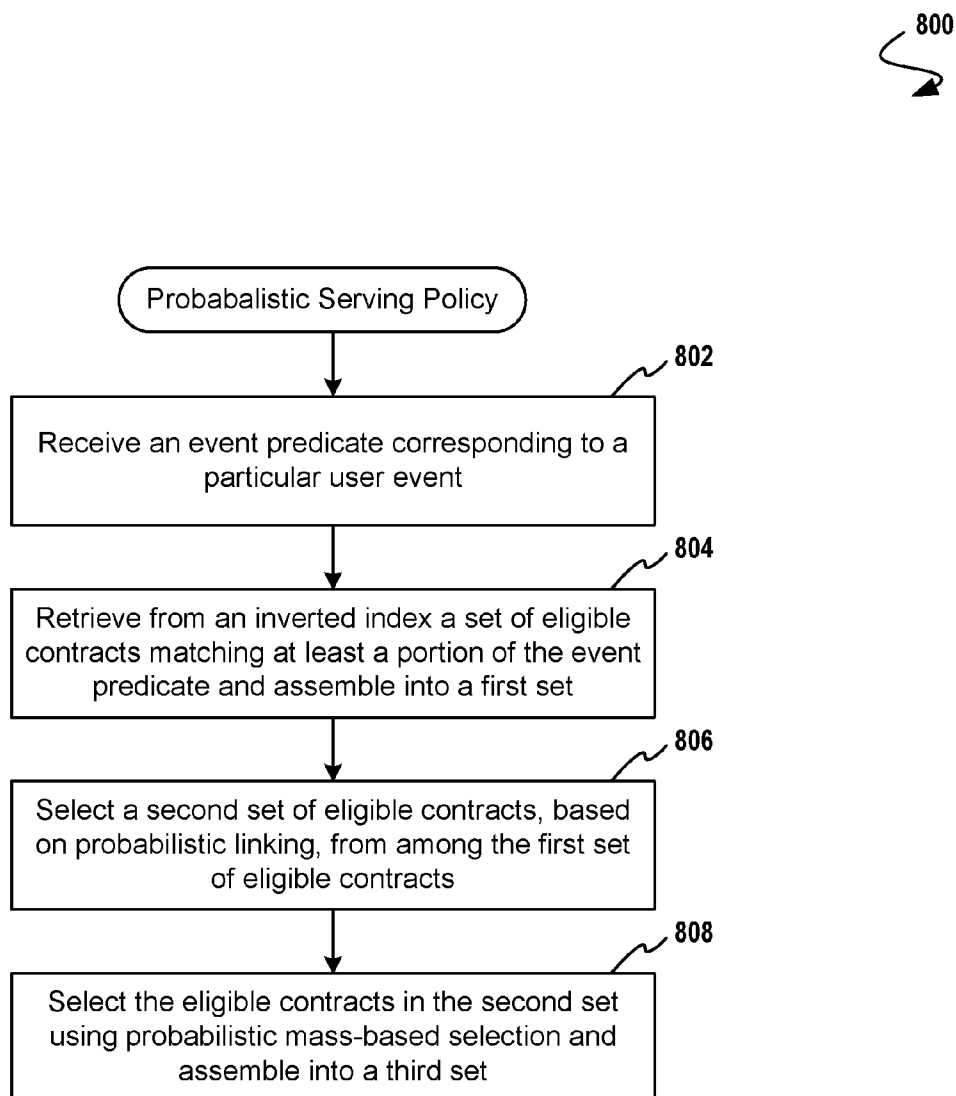 800
Probabalistic Serving Policy
802
Receive an event predicate corresponding to a
particular user event
804
Retrieve from an inverted index a set of eligible
contracts matching at least a portion of the event
predicate and assemble into a first set
806
Select a second set of eligible contracts, based
on probabilistic linking, from among the first set
of eligible contracts
808
Select the eligible contracts in the second set
using probabilistic mass-based selection and
assemble into a third set